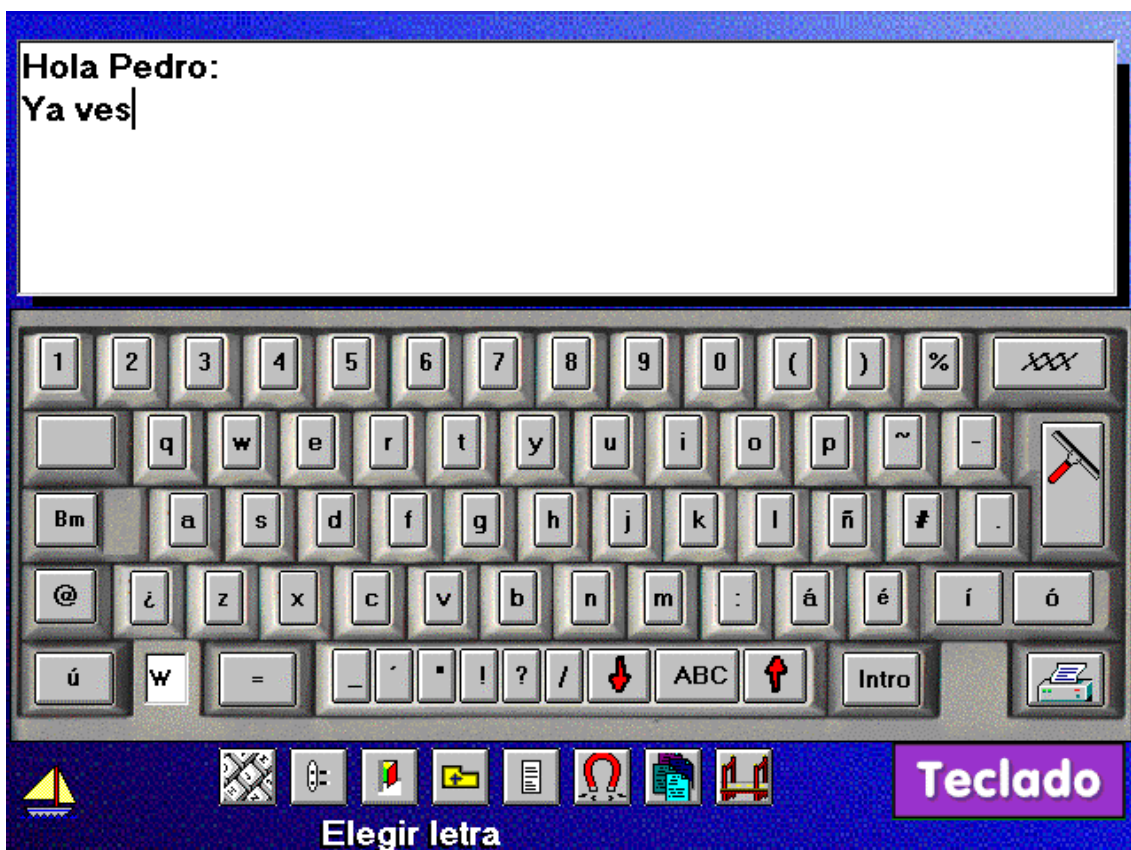 Hola Pedro:
Ya ves
1 2 3 4 5 6 7 8 9 0 ( ) % XXX
q w e r t y u i o p ~ -
Bm a s d f g h j k l ñ # .
@ ¿ z x c v b n m : á é í ó
ú W = _ ´ " ! ? / ABC Intro
Teclado
Elegir letra